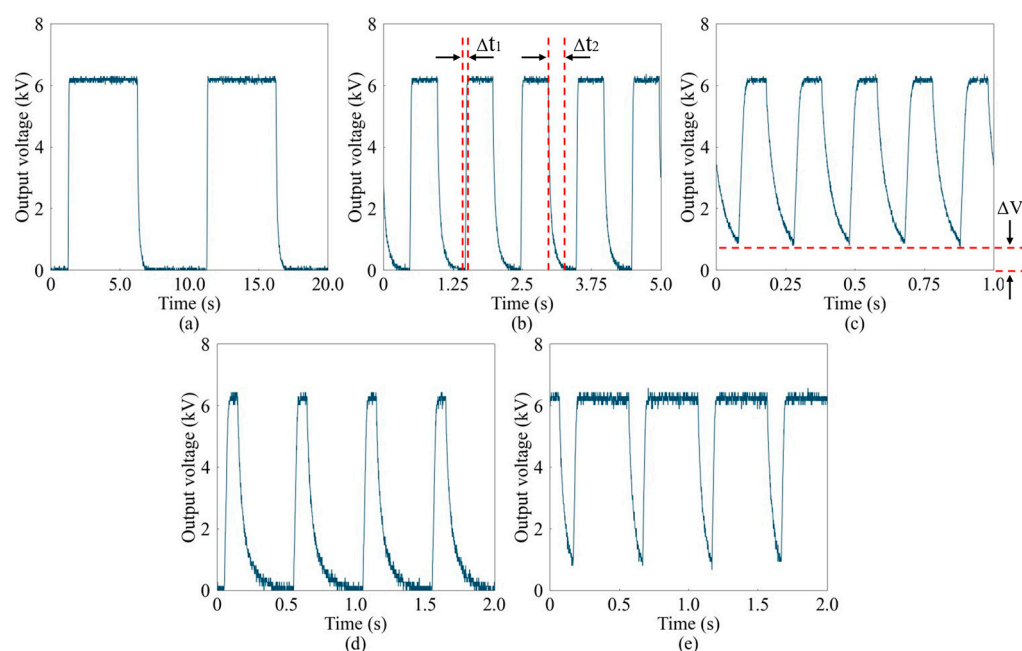 8
6
4
2
0
Output voltage (kV)
0
5.0
10.0
15.0
20.0
Time (s)
(a)
8
6
4
2
0
Output voltage (kV)
Δt1
Δt2
0
1.25
2.5
3.75
5.0
Time (s)
(b)
8
6
4
2
0
Output voltage (kV)
ΔV
0
0.25
0.5
0.75
1.0
Time (s)
(c)
8
6
4
2
0
Output voltage (kV)
0
0.5
1.0
1.5
2.0
Time (s)
(d)
8
6
4
2
0
Output voltage (kV)
0
0.5
1.0
1.5
2.0
Time (s)
(e)